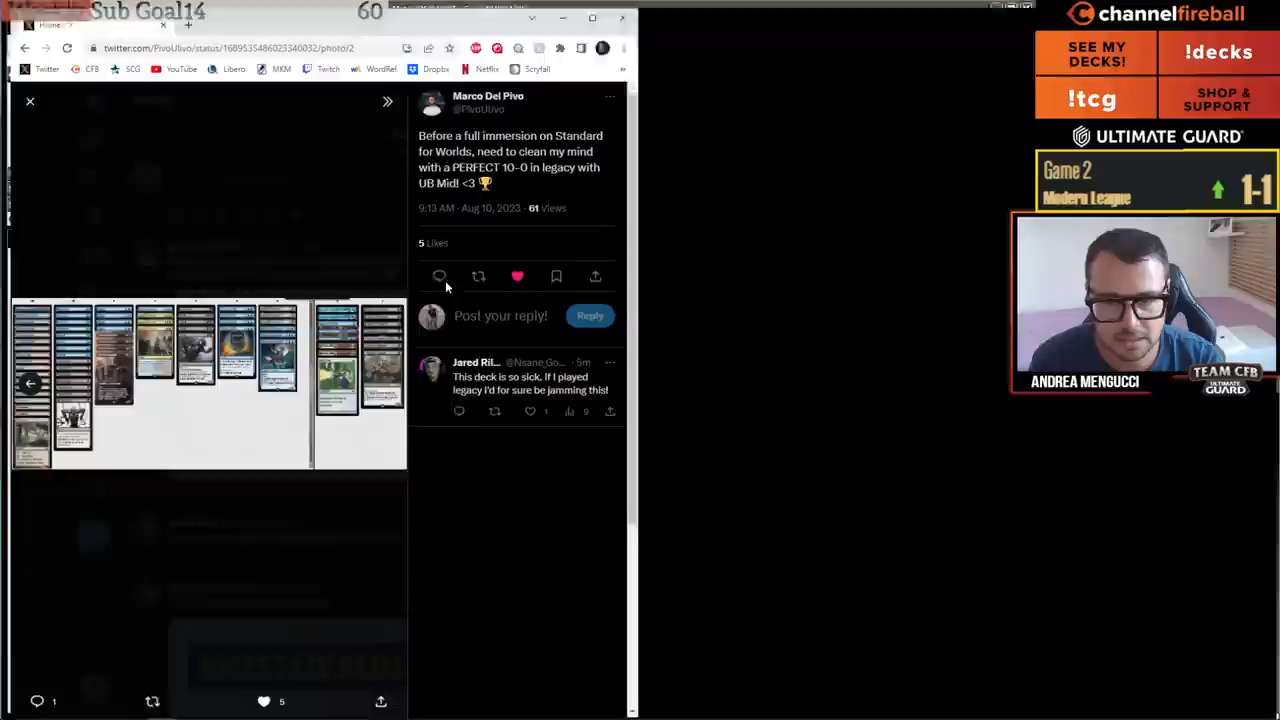 Sub Goal14 60
twitter.com/PivoUlivo/status/1689535486023340032/photo/2
Twitter CFB SCG YouTube Libero MKM Twitch WordRef Dropbx Netflix Scryfall
Marco Del Pivo
@PivoUlivo
Before a full immersion on Standard
for Worlds, need to clean my mind
with a PERFECT 10-0 in legacy with
UB Mid! <3 🏆
9:13 AM · Aug 10, 2023 · 61 Views
5 Likes
Post your reply!
Reply
Jared Ril... @Nsane_Go... · 5m
This deck is so sick. If I played
legacy I'd for sure be jamming this!
1 9
1 5
channelfireball
SEE MY
DECKS!
!decks
!tcg
SHOP &
SUPPORT
ULTIMATE GUARD
Game 2
Modern League
1-1
ANDREA MENGUCCI
TEAM CFB
ULTIMATE
GUARD